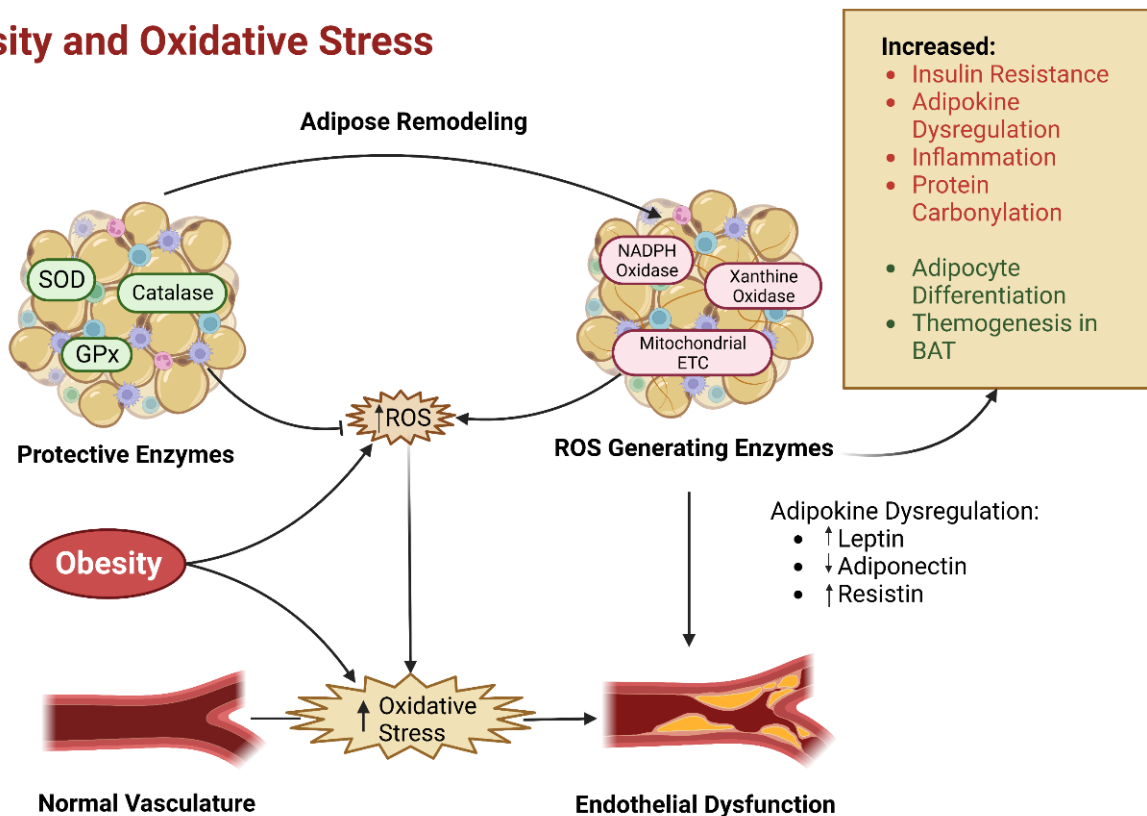 sity and Oxidative Stress
Adipose Remodeling
SOD
Catalase
GPx
Protective Enzymes
NADPH
Oxidase
Xanthine
Oxidase
Mitochondrial
ETC
ROS Generating Enzymes
↑ROS
Increased:
• Insulin Resistance
• Adipokine
Dysregulation
• Inflammation
• Protein
Carbonylation
• Adipocyte
Differentiation
• Themogenesis in
BAT
Obesity
Adipokine Dysregulation:
• ↑Leptin
• ↓Adiponectin
• ↑Resistin
↑ Oxidative
Stress
Normal Vasculature
Endothelial Dysfunction